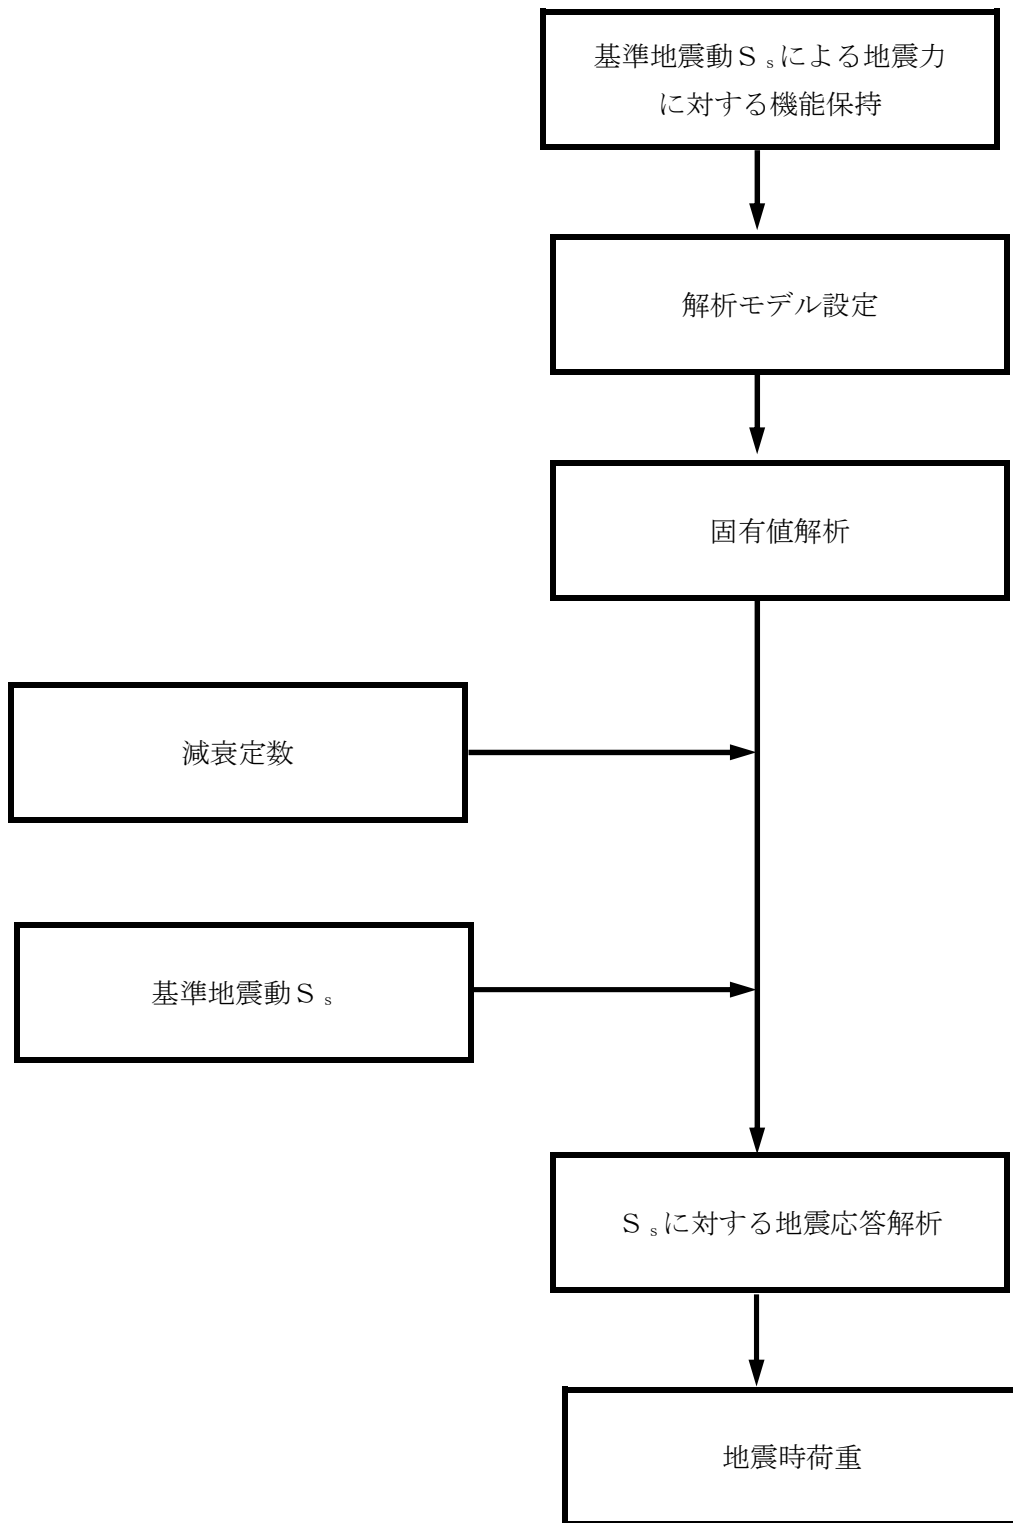 基準地震動Ｓｓによる地震力
に対する機能保持
解析モデル設定
固有値解析
減衰定数
基準地震動Ｓｓ
Ｓｓに対する地震応答解析
地震時荷重